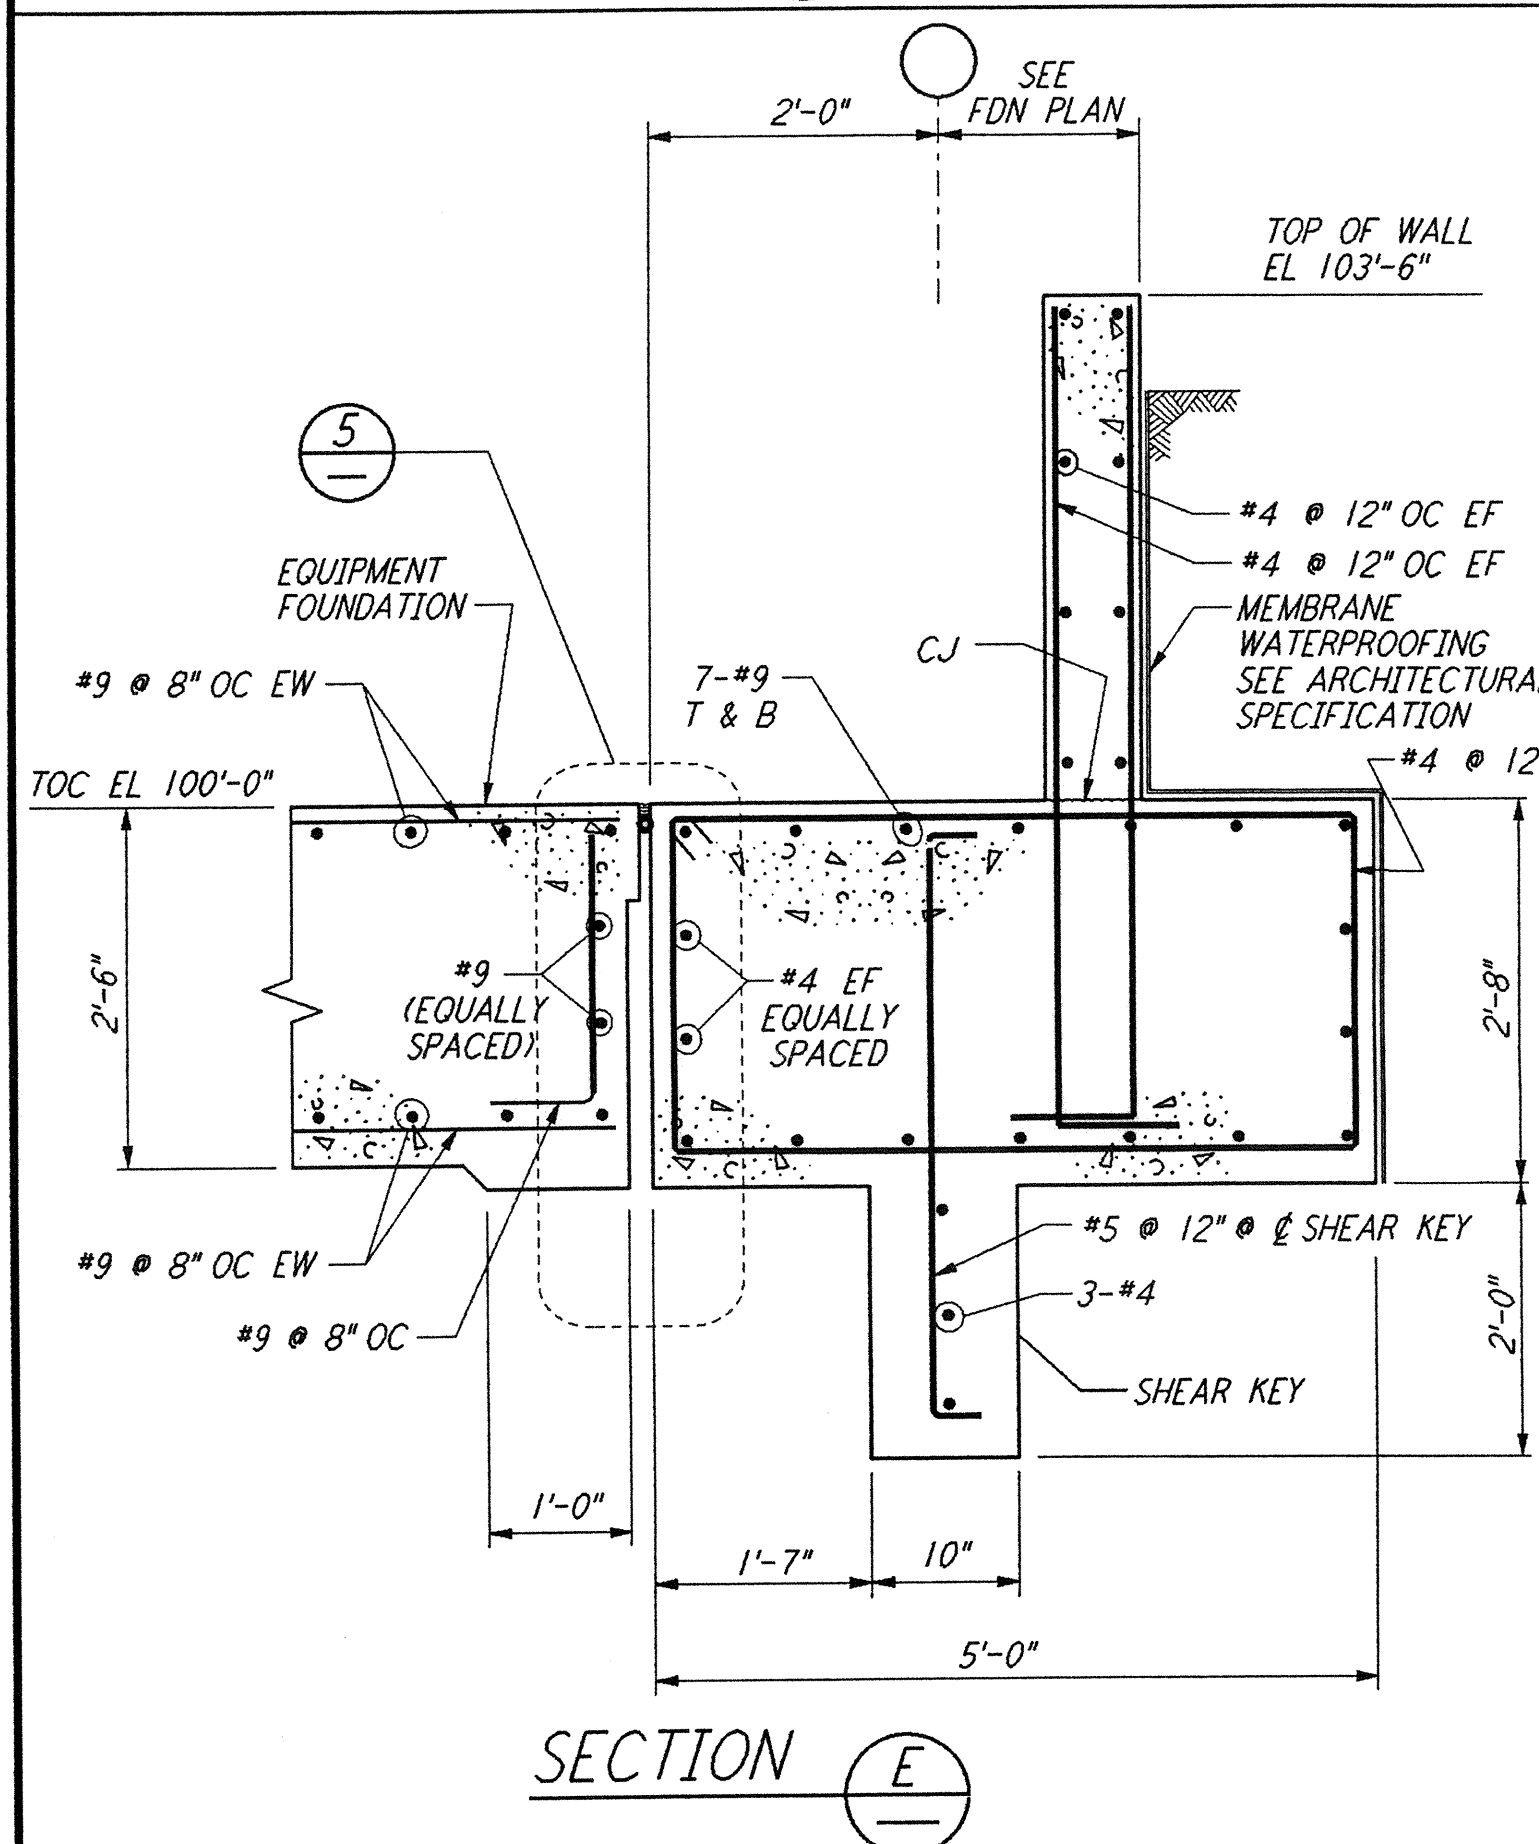 SEE
FDN PLAN
2'-0"
TOP OF WALL
EL 103'-6"
5
#4 @ 12" OC EF
#4 @ 12" OC EF
EQUIPMENT
FOUNDATION
MEMBRANE
WATERPROOFING
SEE ARCHITECTURA
SPECIFICATION
CJ
#9 @ 8" OC EW
7-#9
T & B
#4 @ 12
TOC EL 100'-0"
2'-6"
#9
(EQUALLY
SPACED)
#4 EF
EQUALLY
SPACED
2'-8"
#5 @ 12" @ ℄ SHEAR KEY
#9 @ 8" OC EW
3-#4
2'-0"
#9 @ 8" OC
SHEAR KEY
1'-0"
1'-7"
10"
5'-0"
SECTION E